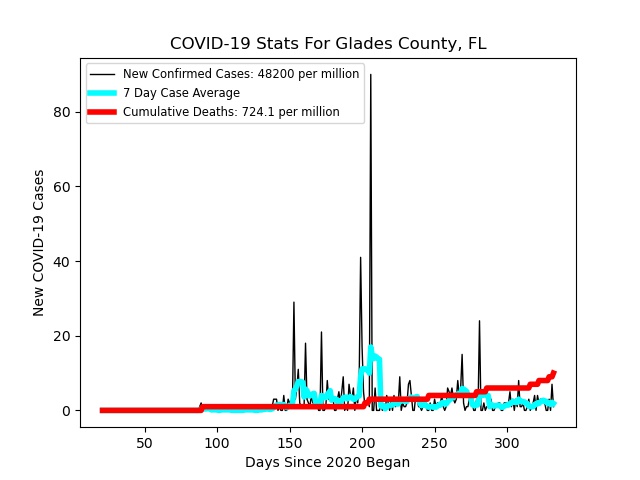 COVID-19 Stats For Glades County, FL
New Confirmed Cases: 48200 per million
7 Day Case Average
Cumulative Deaths: 724.1 per million
New COVID-19 Cases
80
60
40
20
0
50 100 150 200 250 300
Days Since 2020 Began